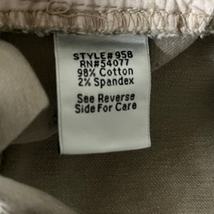 STYLE#958
RN#54077
98% Cotton
2% Spandex
See Reverse
Side For Care